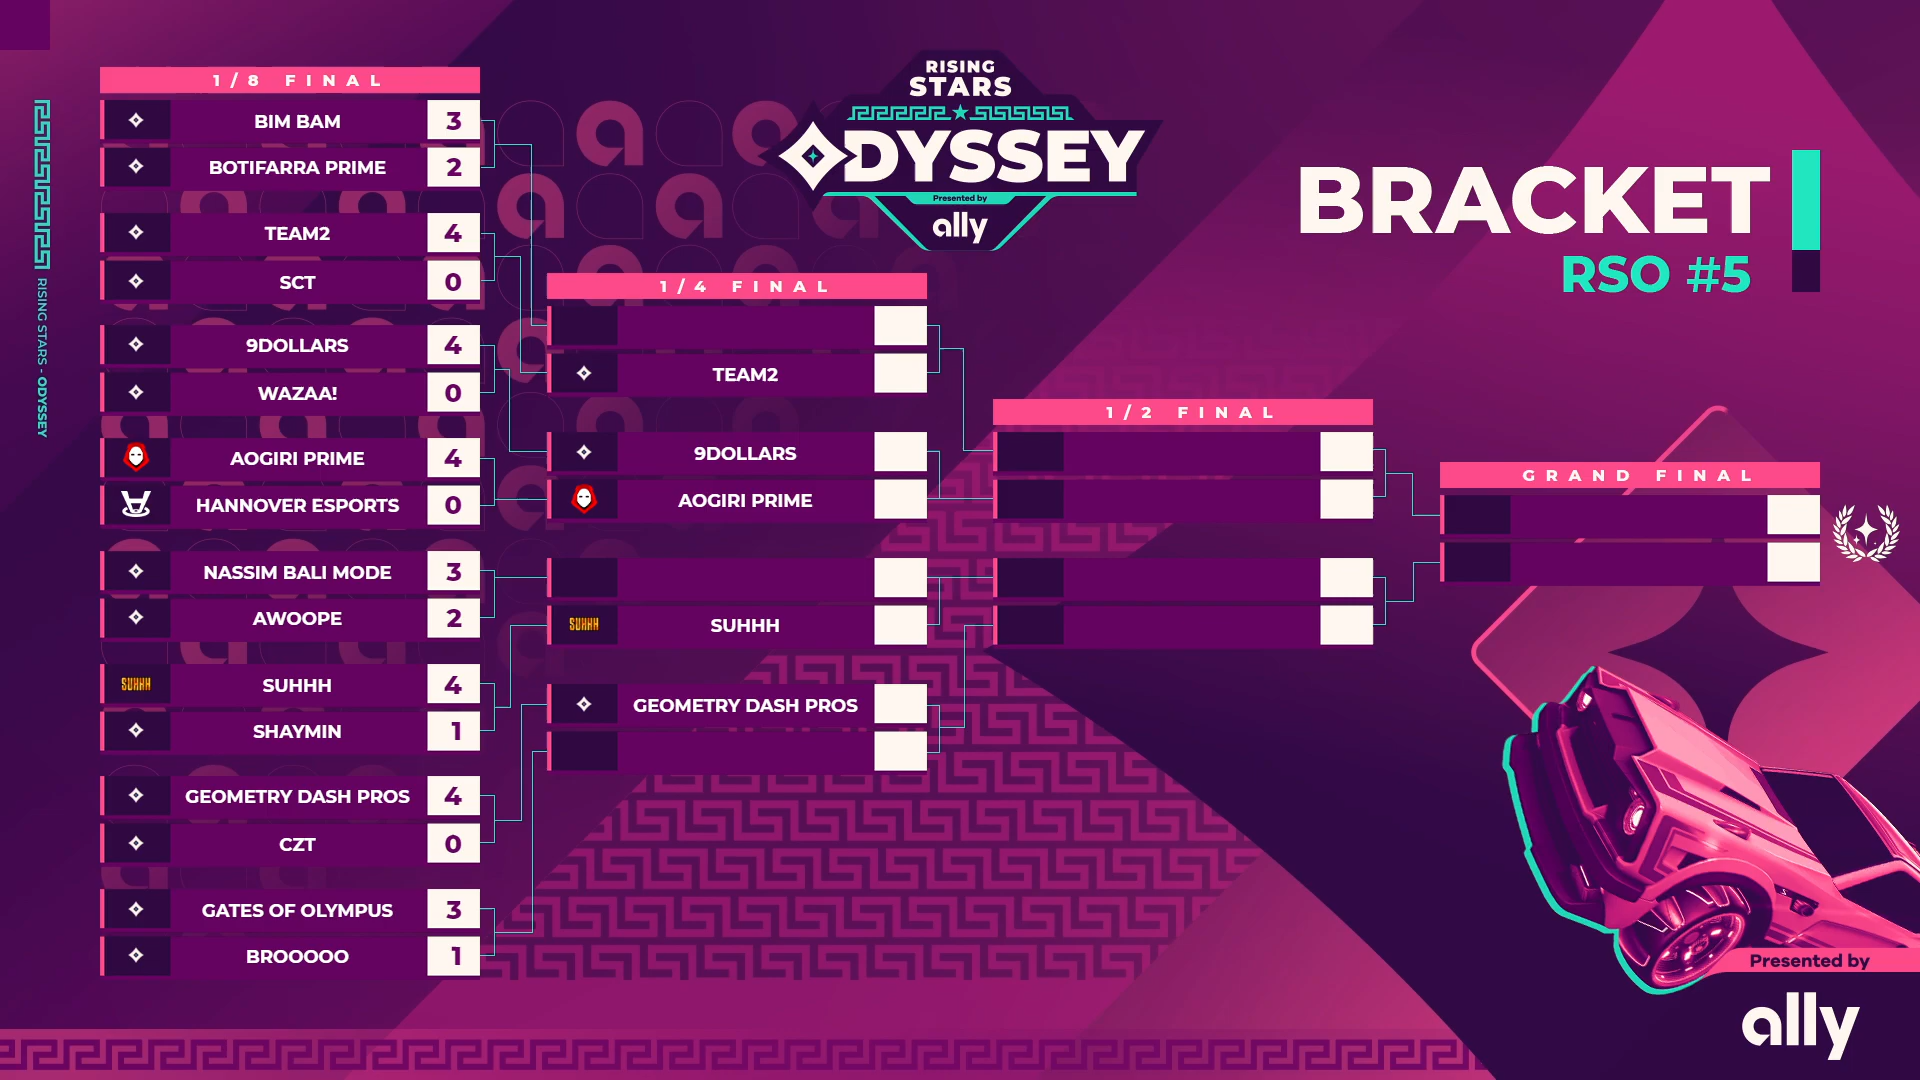 RISING
STARS
ODYSSEY
Presented by
ally
BRACKET
RSO #5
RISING STARS - ODYSSEY
1/8 FINAL
BIM BAM 3
BOTIFARRA PRIME 2
TEAM2 4
SCT 0
9DOLLARS 4
WAZAA! 0
AOGIRI PRIME 4
HANNOVER ESPORTS 0
NASSIM BALI MODE 3
AWOOPE 2
SUHHH SUHHH 4
SHAYMIN 1
GEOMETRY DASH PROS 4
CZT 0
GATES OF OLYMPUS 3
BROOOOO 1
1/4 FINAL
TEAM2
9DOLLARS
AOGIRI PRIME
SUHHH SUHHH
GEOMETRY DASH PROS
1/2 FINAL
GRAND FINAL
Presented by
ally